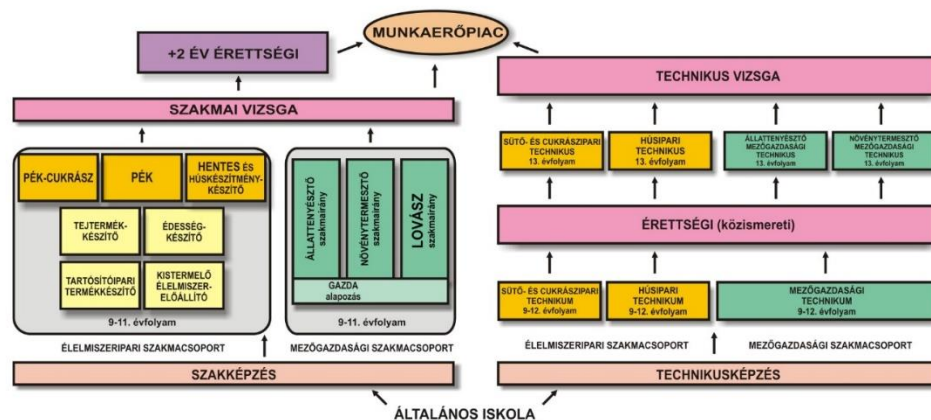 MUNKAERŐPIAC
+2 ÉV ÉRETTSÉGI
SZAKMAI VIZSGA
PÉK-CUKRÁSZ
PÉK
HENTES ÉS
HÚSKÉSZÍTMÉNY-
KÉSZÍTŐ
TEJTERMÉK-
KÉSZÍTŐ
ÉDESSÉG-
KÉSZÍTŐ
TARTÓSÍTÓIPARI
TERMÉKKÉSZÍTŐ
KISTERMELŐ
ÉLELMISZER-
ELŐÁLLÍTÓ
9-11. évfolyam
ÁLLATTENYÉSZTŐ
szakmairány
NÖVÉNYTERMESZTŐ
szakmairány
LOVÁSZ
szakmairány
GAZDA
alapozás
9-11. évfolyam
ÉLELMISZERIPARI SZAKMACSOPORT
MEZŐGAZDASÁGI SZAKMACSOPORT
SZAKKÉPZÉS
TECHNIKUS VIZSGA
SÜTŐ- ÉS CUKRÁSZIPARI
TECHNIKUS
13. évfolyam
HÚSIPARI
TECHNIKUS
13. évfolyam
ÁLLATTENYÉSZTŐ
MEZŐGAZDASÁGI
TECHNIKUS
13. évfolyam
NÖVÉNYTERMESZTŐ
MEZŐGAZDASÁGI
TECHNIKUS
13. évfolyam
ÉRETTSÉGI (közismereti)
SÜTŐ- ÉS CUKRÁSZIPARI
TECHNIKUM
9-12. évfolyam
HÚSIPARI
TECHNIKUM
9-12. évfolyam
MEZŐGAZDASÁGI
TECHNIKUM
9-12. évfolyam
ÉLELMISZERIPARI SZAKMACSOPORT
MEZŐGAZDASÁGI SZAKMACSOPORT
TECHNIKUSKÉPZÉS
ÁLTALÁNOS ISKOLA